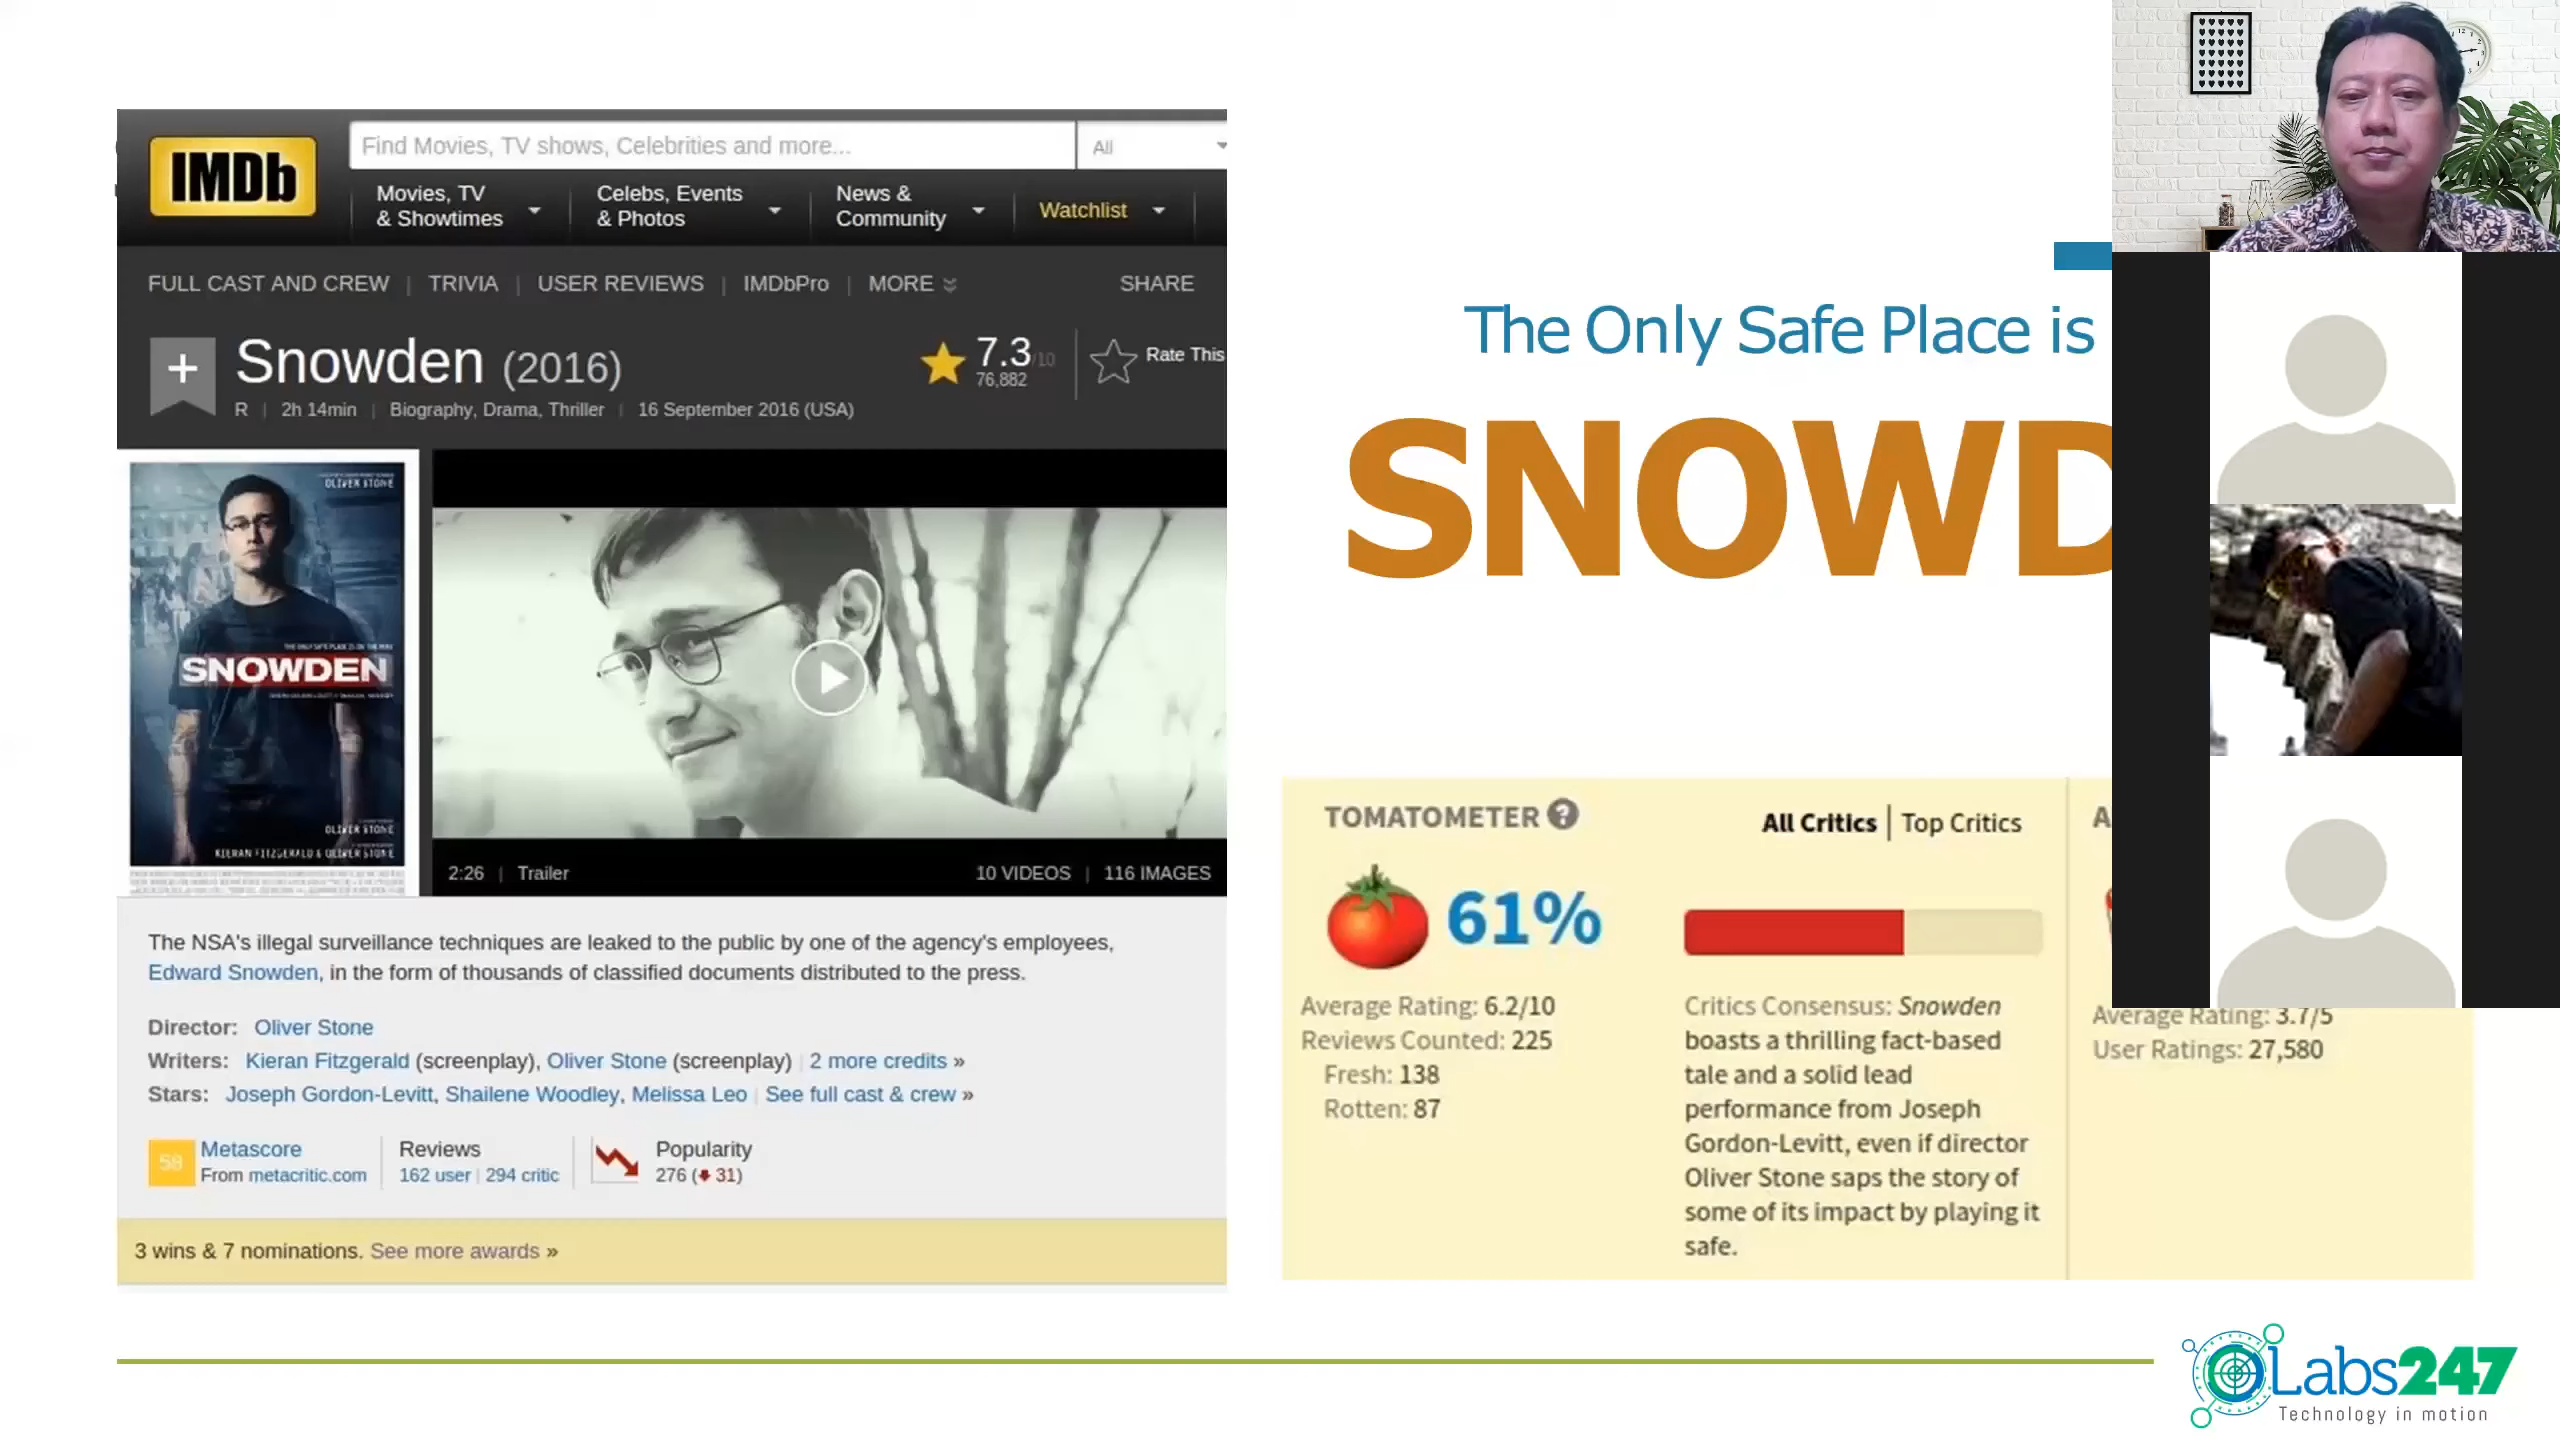 IMDb
Find Movies, TV shows, Celebrities and more...
All
Movies, TV
& Showtimes
Celebs, Events
& Photos
News &
Community
Watchlist
FULL CAST AND CREW | TRIVIA | USER REVIEWS | IMDbPro | MORE
SHARE
Snowden (2016)
7.3/10
76,882
Rate This
R | 2h 14min | Biography, Drama, Thriller | 16 September 2016 (USA)
OLIVER STONE
SNOWDEN
OLIVER STONE
KIERAN FITZGERALD & OLIVER STONE
2:26 | Trailer
10 VIDEOS | 116 IMAGES
The NSA's illegal surveillance techniques are leaked to the public by one of the agency's employees,
Edward Snowden, in the form of thousands of classified documents distributed to the press.
Director: Oliver Stone
Writers: Kieran Fitzgerald (screenplay), Oliver Stone (screenplay) | 2 more credits »
Stars: Joseph Gordon-Levitt, Shailene Woodley, Melissa Leo | See full cast & crew »
58
Metascore
From metacritic.com
Reviews
162 user | 294 critic
Popularity
276 (31)
3 wins & 7 nominations. See more awards »
The Only Safe Place is
SNOWD
TOMATOMETER ?
All Critics | Top Critics
61%
Average Rating: 6.2/10
Reviews Counted: 225
Fresh: 138
Rotten: 87
Critics Consensus: Snowden
boasts a thrilling fact-based
tale and a solid lead
performance from Joseph
Gordon-Levitt, even if director
Oliver Stone saps the story of
some of its impact by playing it
safe.
A
Average Rating: 3.7/5
User Ratings: 27,580
Labs247
Technology in motion